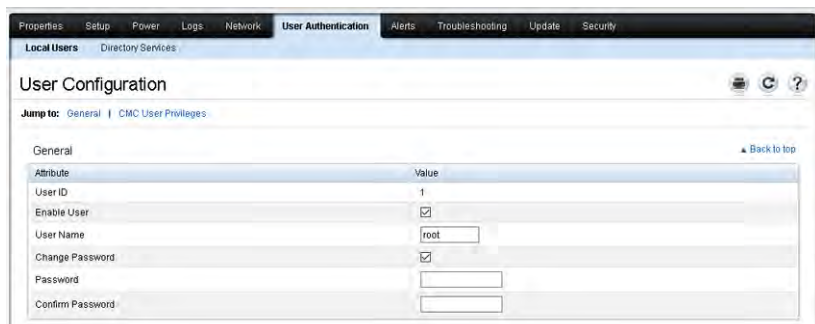 Properties Setup Power Logs Network User Authentication Alerts Troubleshooting Update Security
Local Users Directory Services
User Configuration
Jump to: General | CMC User Privileges
General ▲ Back to top
Attribute Value
User ID 1
Enable User
User Name root
Change Password
Password
Confirm Password